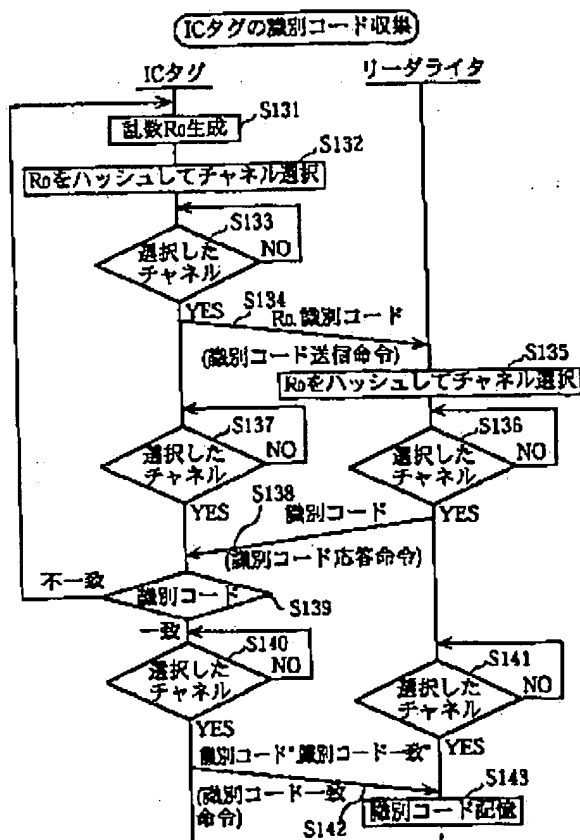 ICタグの識別コード収集
ICタグ
リーダライタ
S131
乱数R0生成
S132
R0をハッシュしてチャネル選択
S133
選択した
チャネル
NO
YES
S134
R0,識別コード
(識別コード送信命令)
S135
R0をハッシュしてチャネル選択
S137
選択した
チャネル
NO
YES
S136
選択した
チャネル
NO
YES
S138
識別コード
(識別コード応答命令)
不一致
識別コード
S139
一致
S140
選択した
チャネル
NO
YES
S141
選択した
チャネル
NO
YES
識別コード"識別コード一致"
(識別コード一致
命令)
S142
S143
識別コード記憶